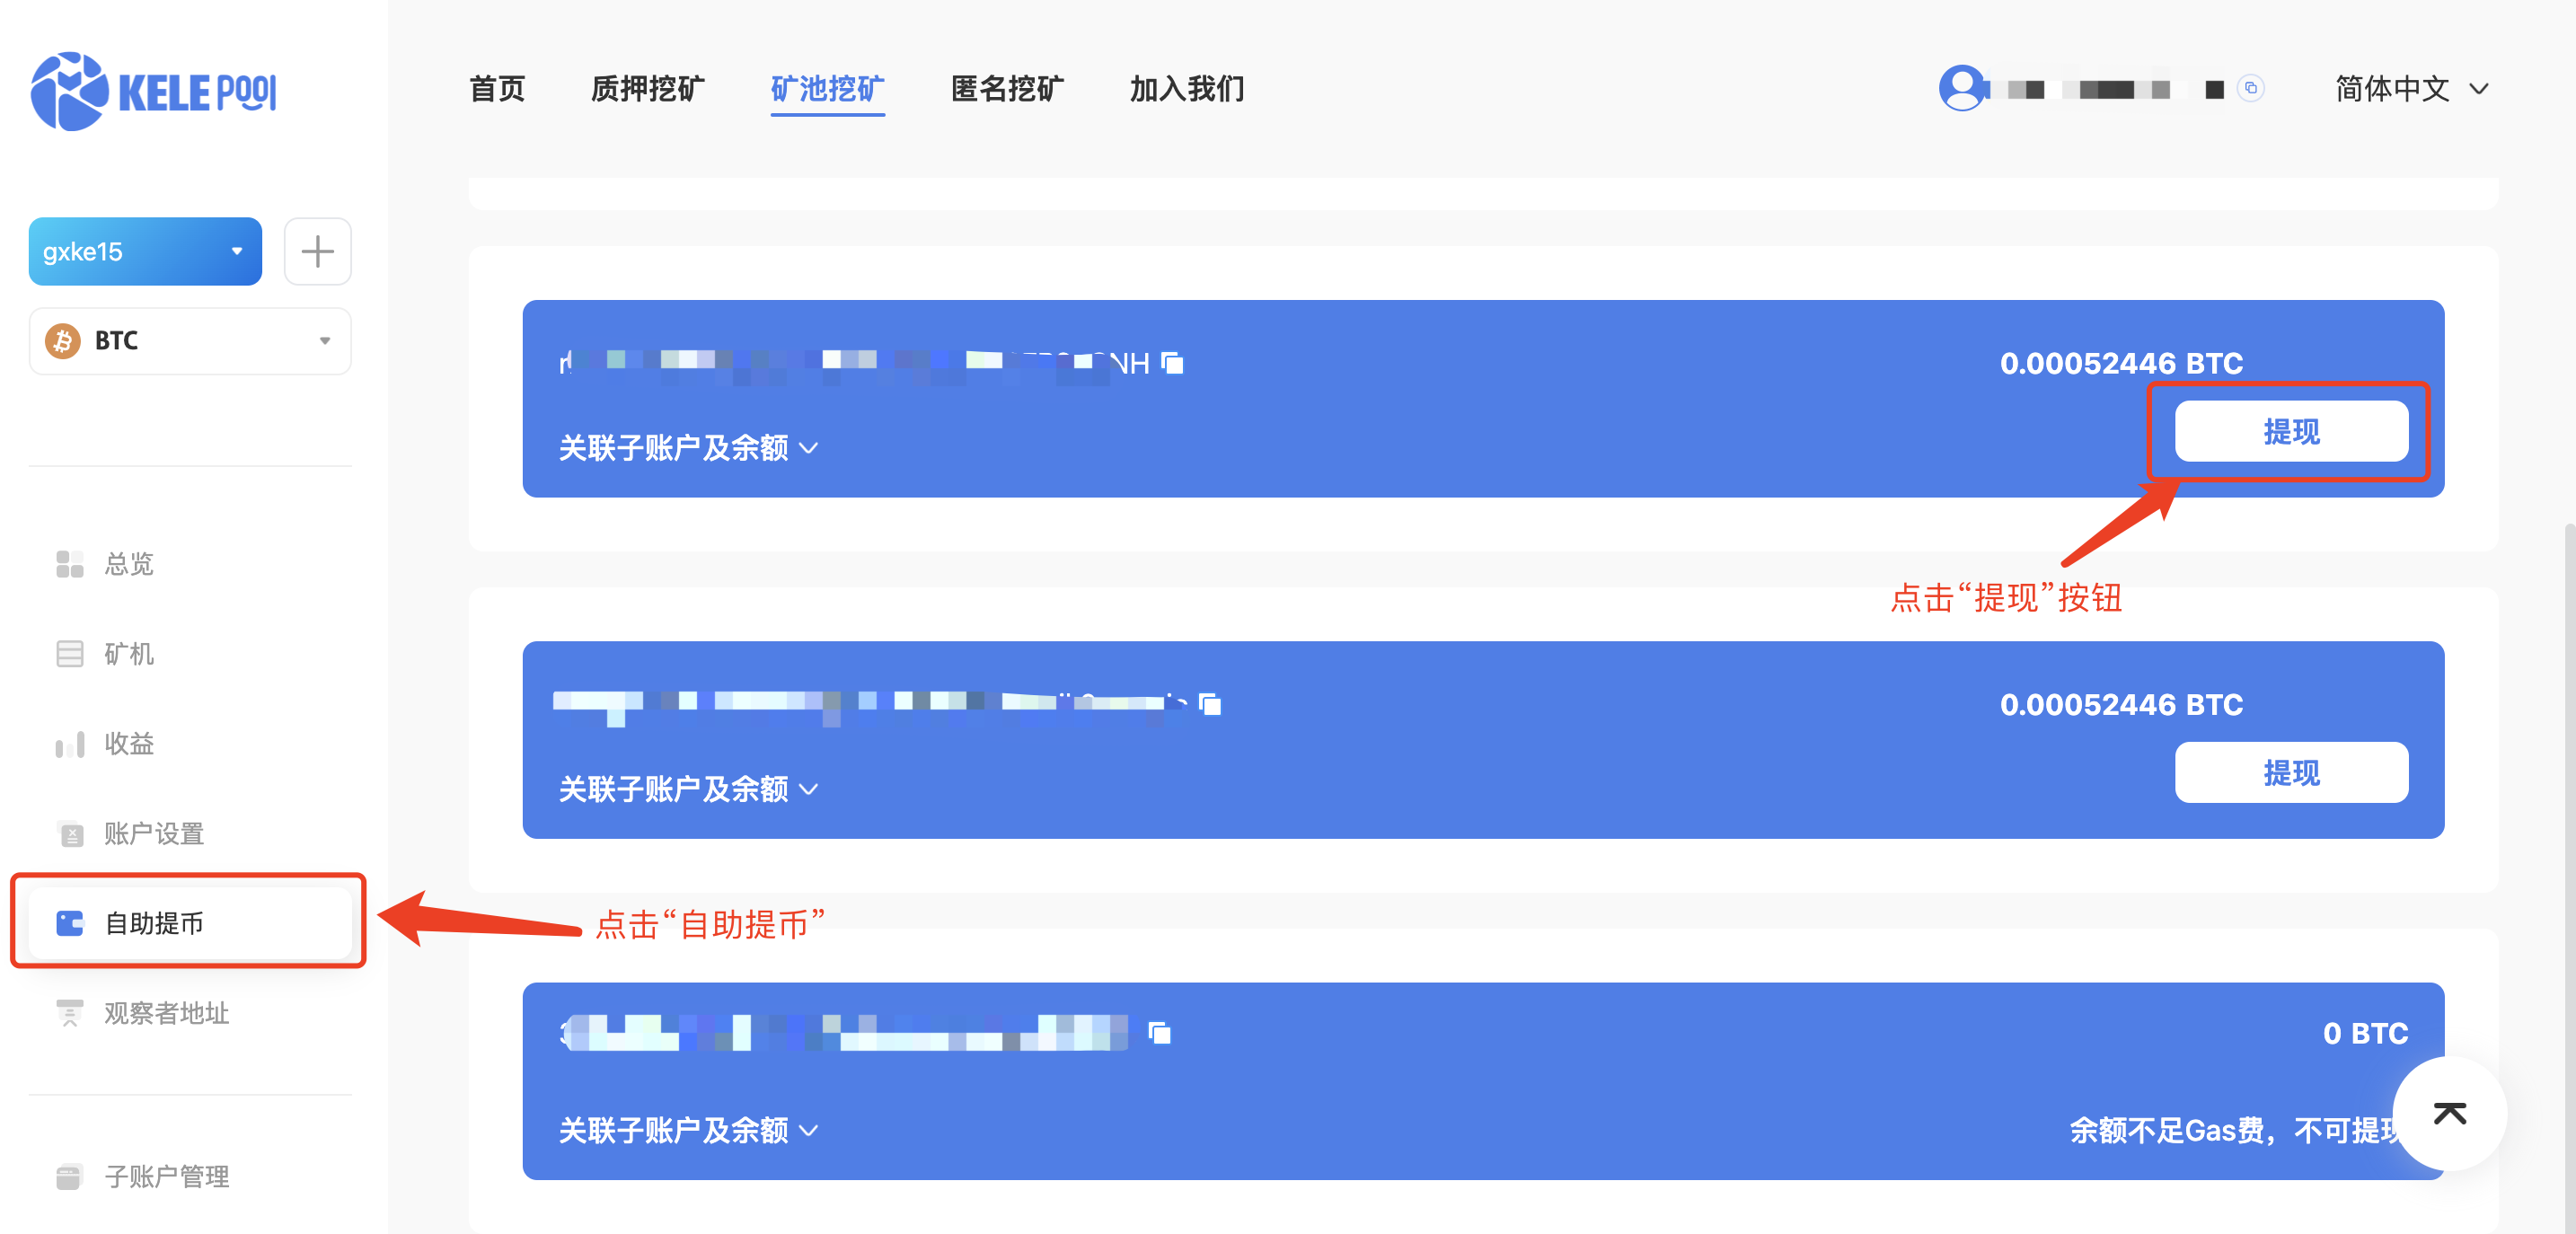 KELE POOL
首页 质押挖矿 矿池挖矿 匿名挖矿 加入我们 简体中文
gxke15
BTC
总览
矿机
收益
账户设置
自助提币
观察者地址
子账户管理
NH
0.00052446 BTC
提现
关联子账户及余额
点击“提现”按钮
0.00052446 BTC
提现
关联子账户及余额
点击“自助提币”
0 BTC
关联子账户及余额
余额不足Gas费，不可提现